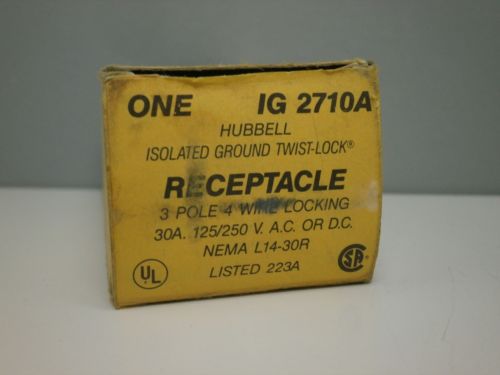 ONE IG 2710A
HUBBELL
ISOLATED GROUND TWIST-LOCK®
RECEPTACLE
3 POLE 4 WIRE LOCKING
30A. 125/250 V. A.C. OR D.C.
NEMA L14-30R
LISTED 223A
UL
SA